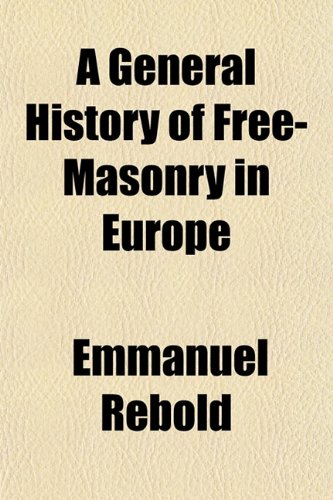 A General
History of Free-
Masonry in
Europe
Emmanuel
Rebold